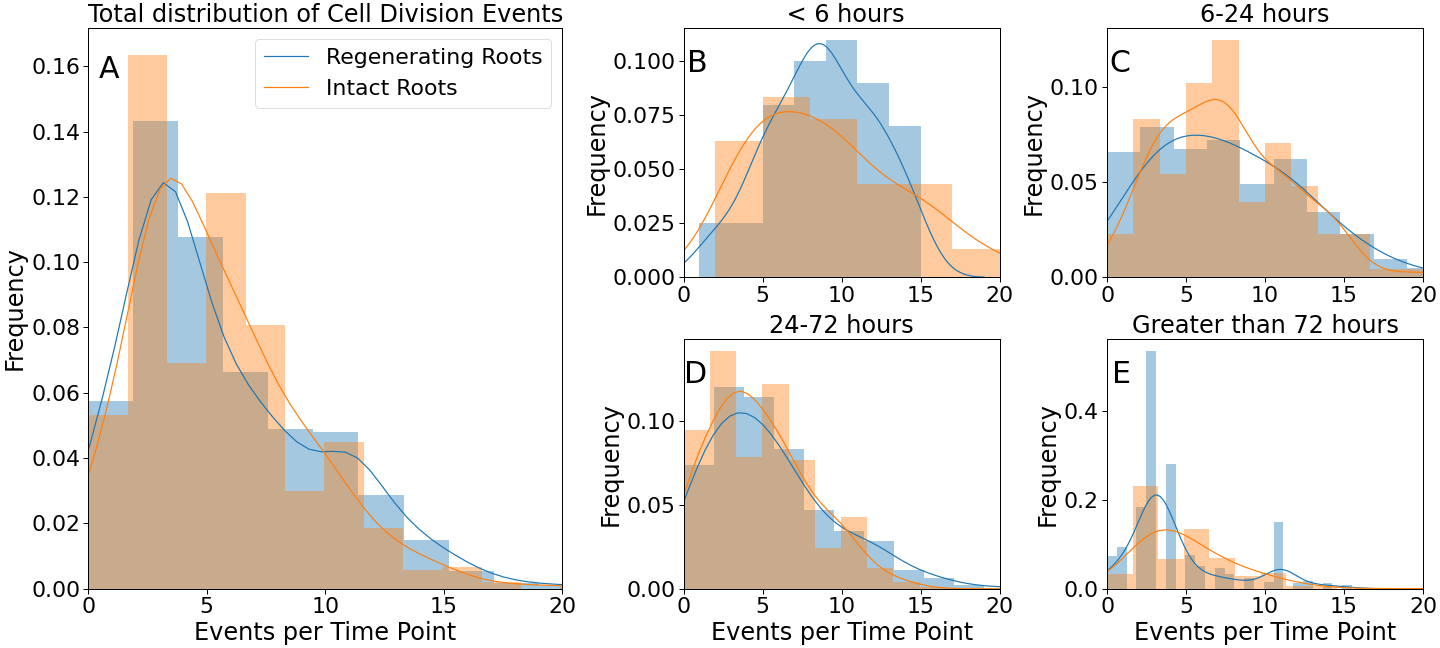 Total distribution of Cell Division Events
A
Regenerating Roots
Intact Roots
Frequency
0.16
0.14
0.12
0.10
0.08
0.06
0.04
0.02
0.00
0 5 10 15 20
Events per Time Point
< 6 hours
B
Frequency
0.100
0.075
0.050
0.025
0.000
0 5 10 15 20
6-24 hours
C
Frequency
0.10
0.05
0.00
0 5 10 15 20
24-72 hours
D
Frequency
0.10
0.05
0.00
0 5 10 15 20
Events per Time Point
Greater than 72 hours
E
Frequency
0.4
0.2
0.0
0 5 10 15 20
Events per Time Point